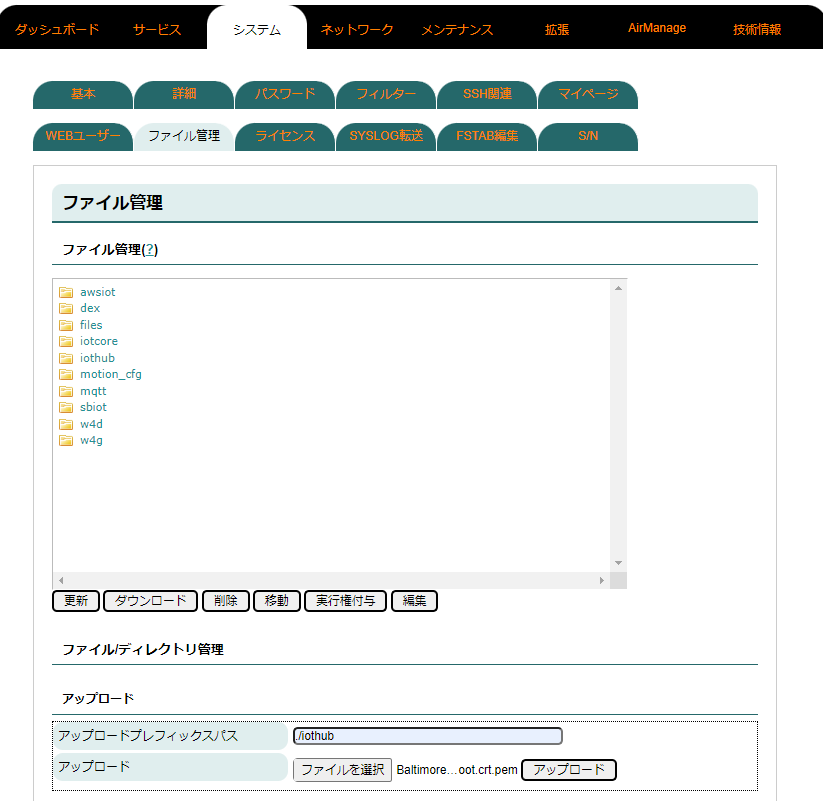 ダッシュボード サービス システム ネットワーク メンテナンス 拡張 AirManage 技術情報
基本 詳細 パスワード フィルター SSH関連 マイページ
WEBユーザー ファイル管理 ライセンス SYSLOG転送 FSTAB編集 S/N
ファイル管理
ファイル管理(?)
awsiot
dex
files
iotcore
iothub
motion_cfg
mqtt
sbiot
w4d
w4g
更新 ダウンロード 削除 移動 実行権付与 編集
ファイル/ディレクトリ管理
アップロード
アップロードプレフィックスパス ./iothub
アップロード ファイルを選択 Baltimore…oot.crt.pem アップロード